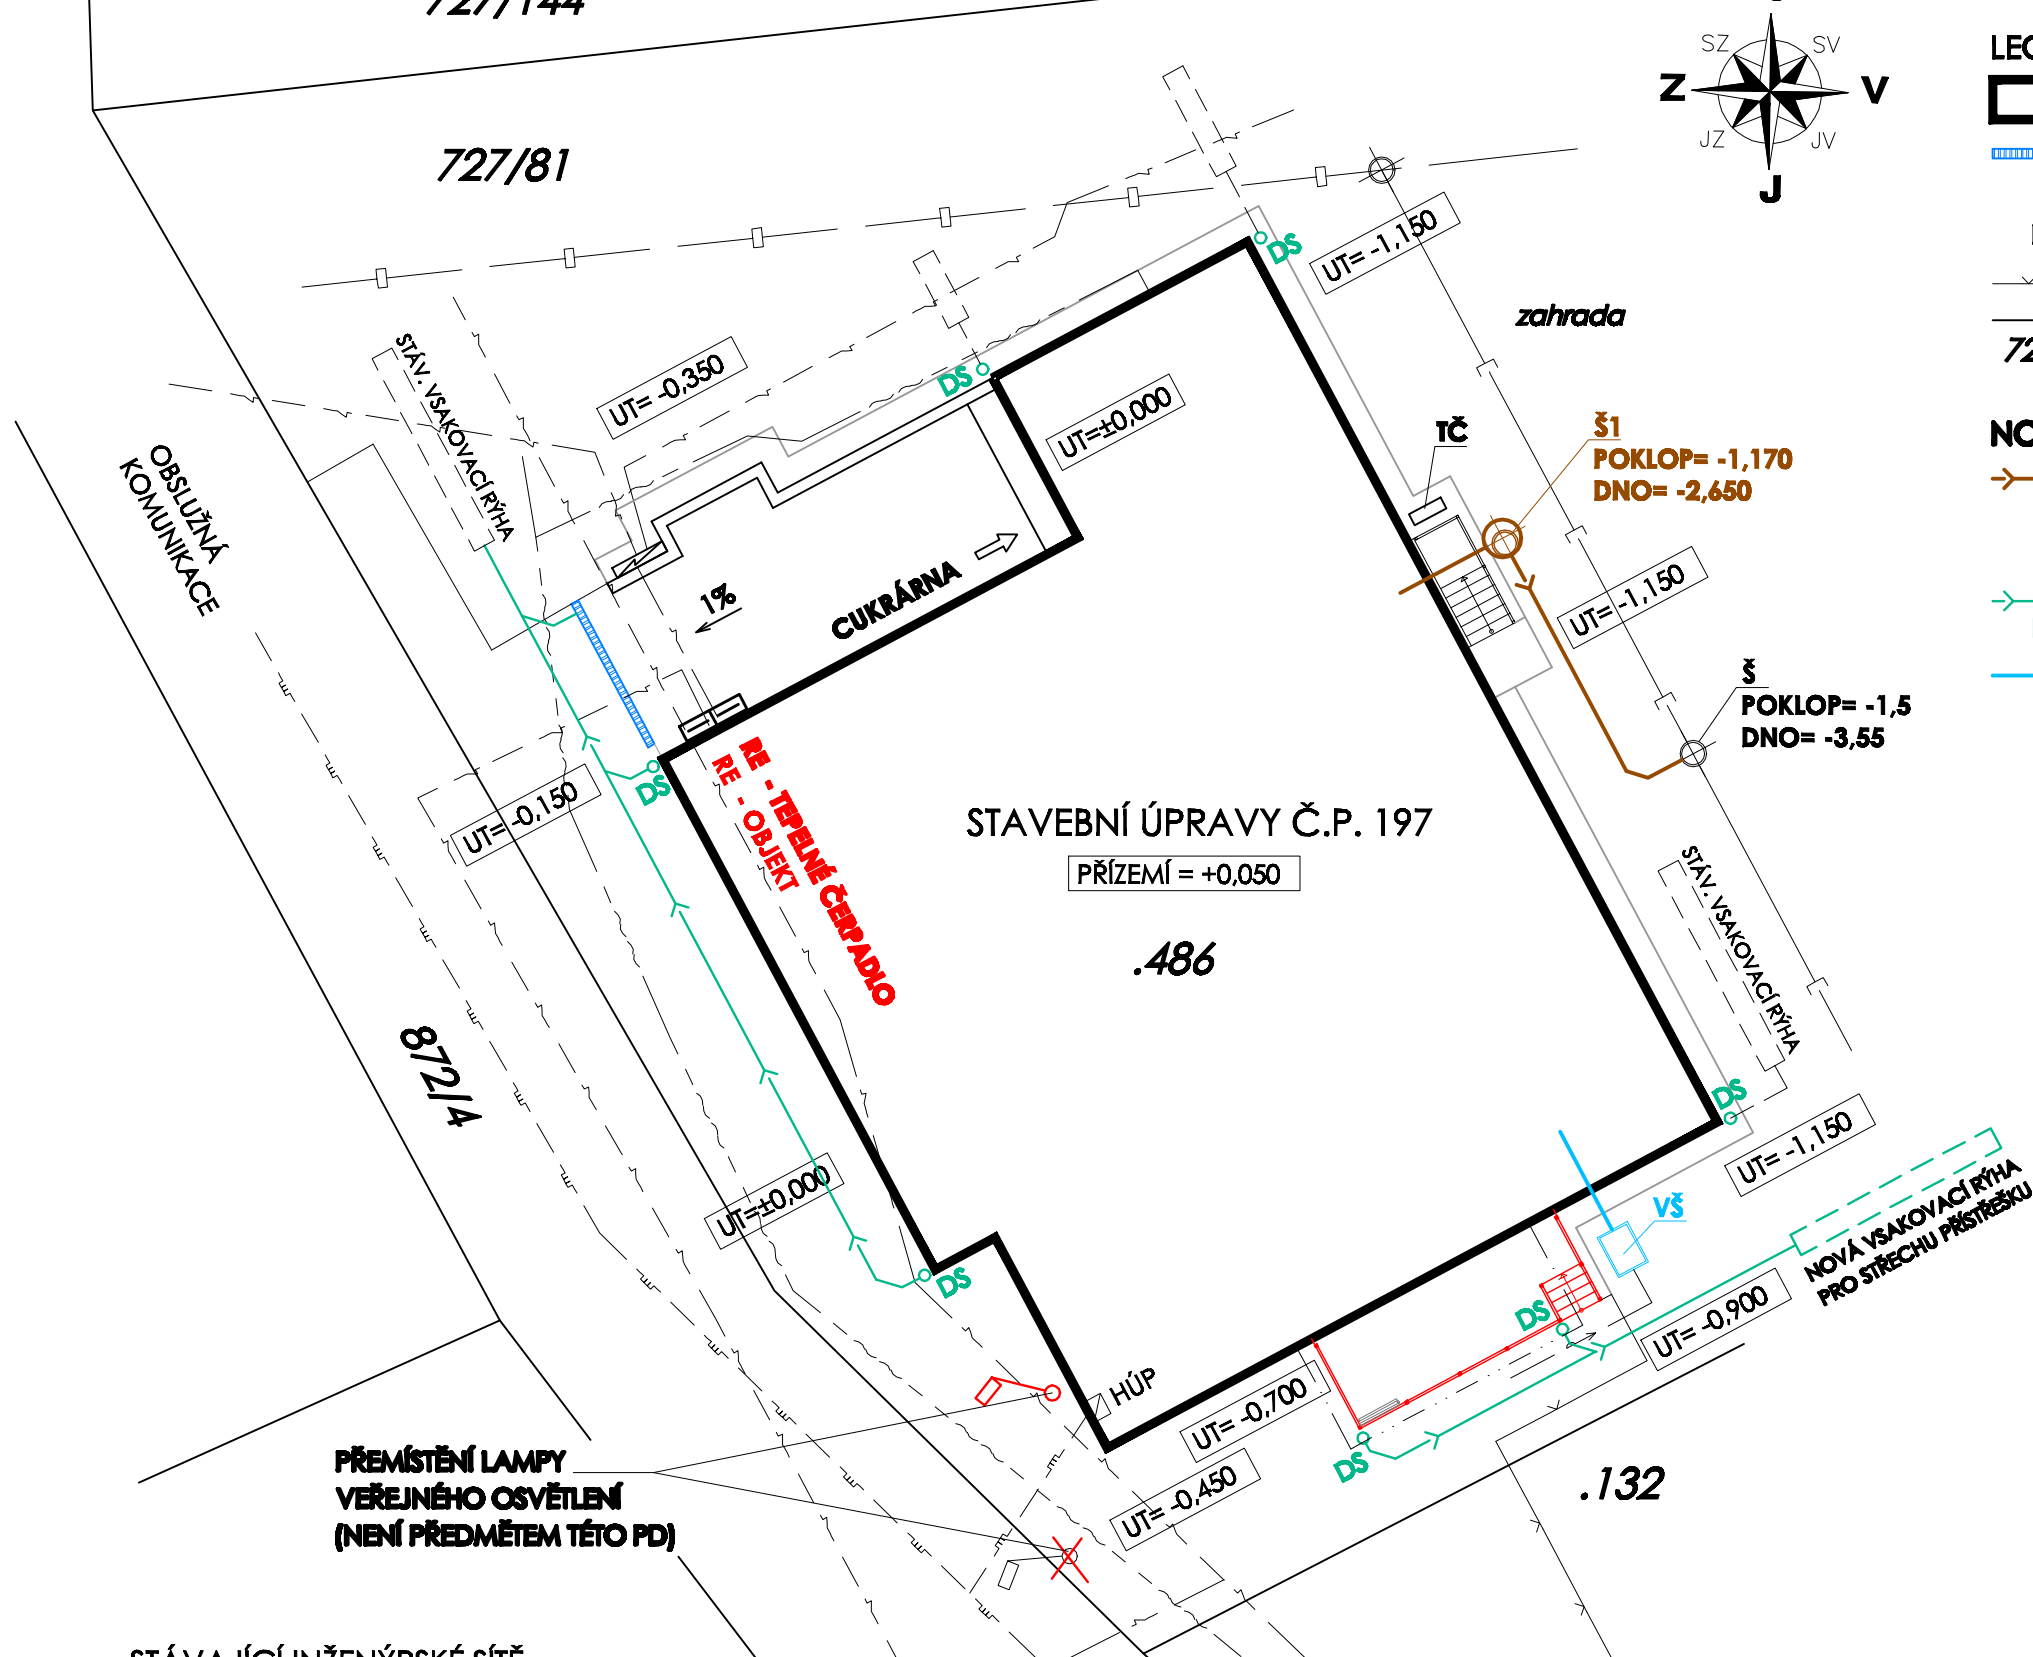 727/144
SZ
SV
Z
V
JZ
JV
J
727/81
UT= -1,150
DS
zahrada
STÁV. VSAKOVACÍ RÝHA
UT= -0,350
DS
UT=±0,000
TČ
Š1
POKLOP= -1,170
DNO= -2,650
OBSLUŽNÁ
KOMUNIKACE
1%
CUKRÁRNA
UT= -1,150
Š
POKLOP= -1,5
DNO= -3,55
DS
UT= -0,150
RE - TEPELNÉ ČERPADLO
RE - OBJEKT
STAVEBNÍ ÚPRAVY Č.P. 197
PŘÍZEMÍ = +0,050
.486
STÁV. VSAKOVACÍ RÝHA
872/4
DS
UT= -1,150
UT=±0,000
VŠ
NOVÁ VSAKOVACÍ RÝHA
PRO STŘECHU PŘÍSTŘEŠKU
DS
DS
UT= -0,900
HÚP
UT= -0,700
DS
UT= -0,450
.132
PŘEMÍSTĚNÍ LAMPY
VEŘEJNÉHO OSVĚTLENÍ
(NENÍ PŘEDMĚTEM TÉTO PD)
STÁVAJÍCÍ INŽENÝRSKÉ SÍTĚ